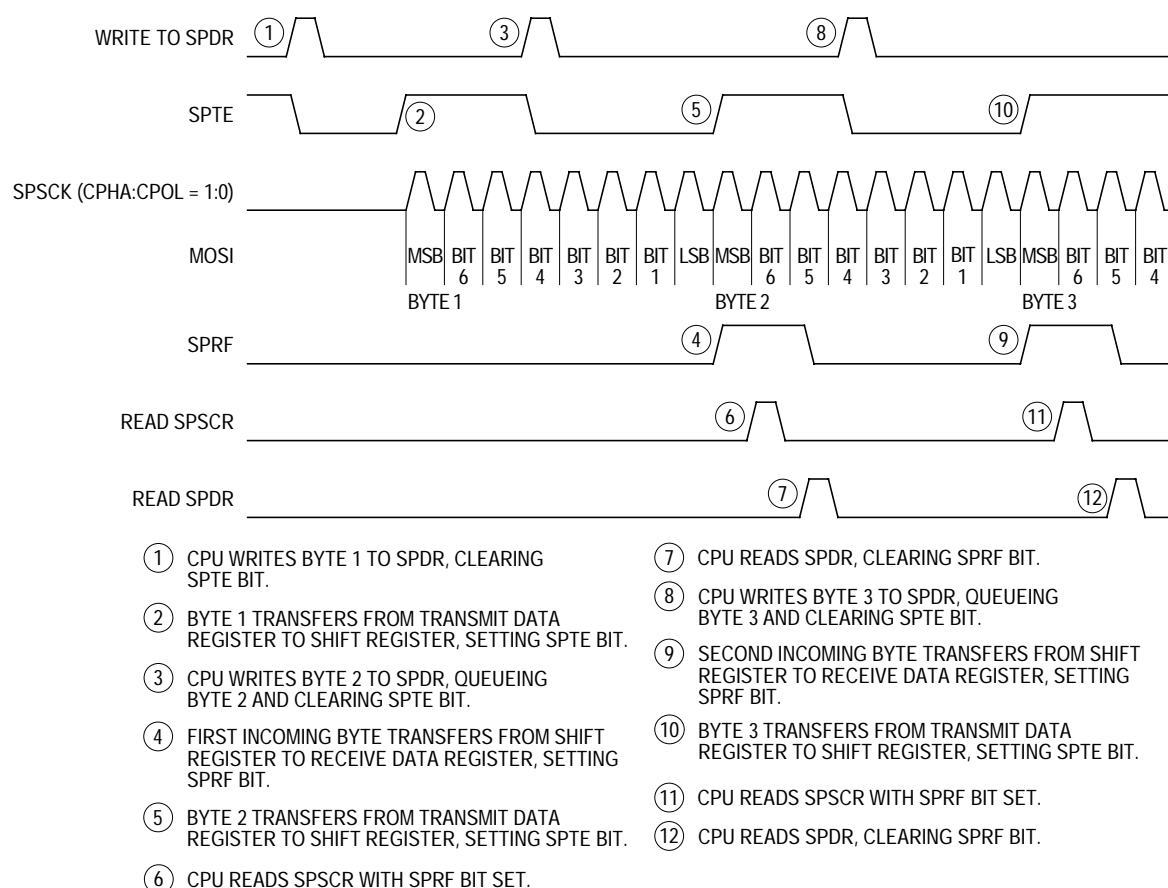 WRITE TO SPDR 1 3 8
SPTE 2 5 10
SPSCK (CPHA:CPOL = 1:0)
MOSI MSB BIT 6 BIT 5 BIT 4 BIT 3 BIT 2 BIT 1 LSB MSB BIT 6 BIT 5 BIT 4 BIT 3 BIT 2 BIT 1 LSB MSB BIT 6 BIT 5 BIT 4
BYTE 1 BYTE 2 BYTE 3
SPRF 4 9
READ SPSCR 6 11
READ SPDR 7 12
1 CPU WRITES BYTE 1 TO SPDR, CLEARING
SPTE BIT.
2 BYTE 1 TRANSFERS FROM TRANSMIT DATA
REGISTER TO SHIFT REGISTER, SETTING SPTE BIT.
3 CPU WRITES BYTE 2 TO SPDR, QUEUEING
BYTE 2 AND CLEARING SPTE BIT.
4 FIRST INCOMING BYTE TRANSFERS FROM SHIFT
REGISTER TO RECEIVE DATA REGISTER, SETTING
SPRF BIT.
5 BYTE 2 TRANSFERS FROM TRANSMIT DATA
REGISTER TO SHIFT REGISTER, SETTING SPTE BIT.
6 CPU READS SPSCR WITH SPRF BIT SET.
7 CPU READS SPDR, CLEARING SPRF BIT.
8 CPU WRITES BYTE 3 TO SPDR, QUEUEING
BYTE 3 AND CLEARING SPTE BIT.
9 SECOND INCOMING BYTE TRANSFERS FROM SHIFT
REGISTER TO RECEIVE DATA REGISTER, SETTING
SPRF BIT.
10 BYTE 3 TRANSFERS FROM TRANSMIT DATA
REGISTER TO SHIFT REGISTER, SETTING SPTE BIT.
11 CPU READS SPSCR WITH SPRF BIT SET.
12 CPU READS SPDR, CLEARING SPRF BIT.